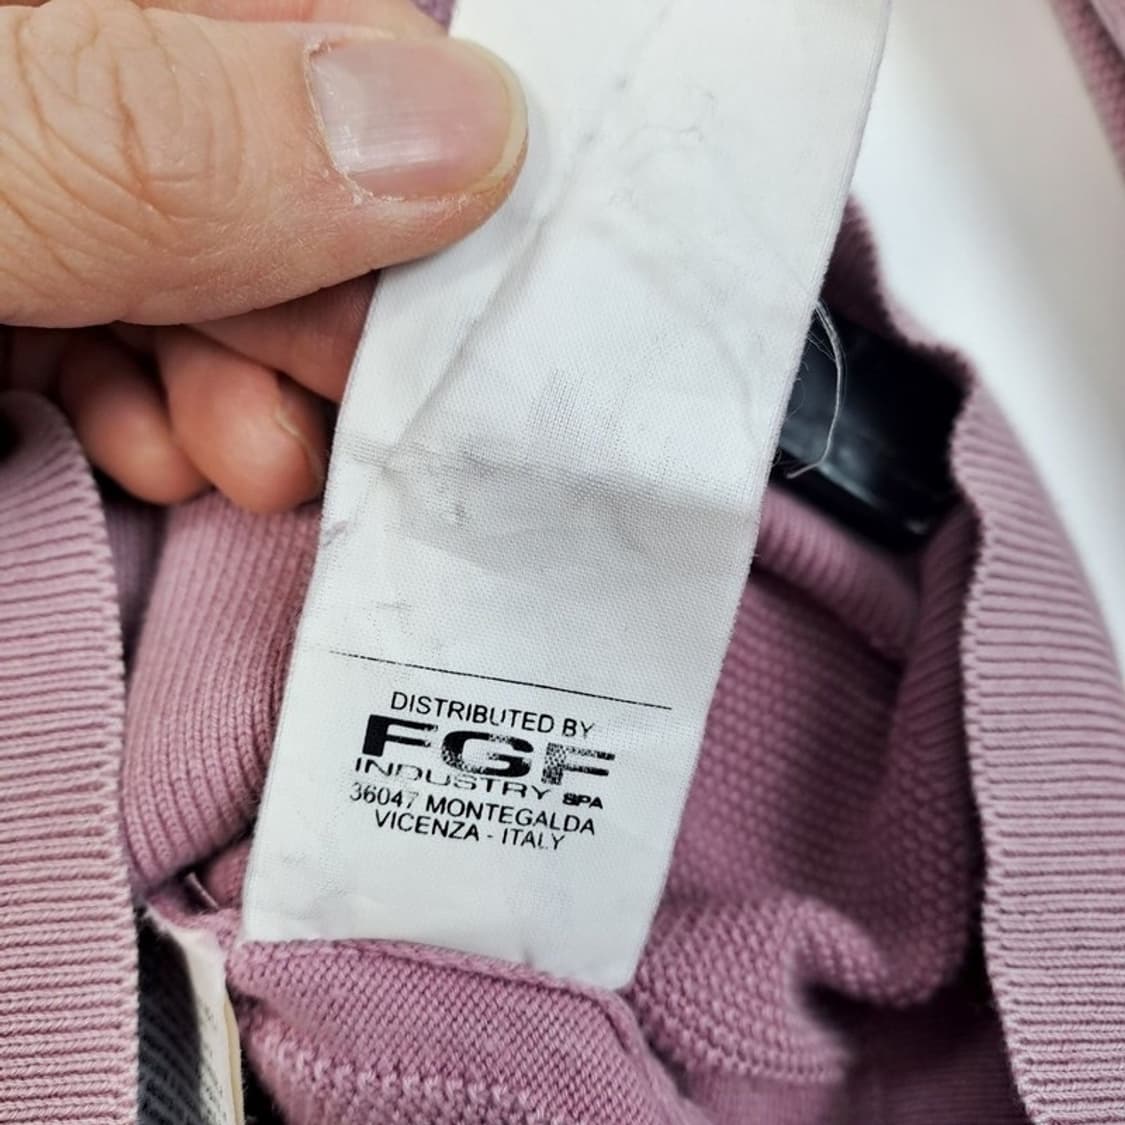 DISTRIBUTED BY
FGF
INDUSTRY SPA
36047 MONTEGALDA
VICENZA - ITALY